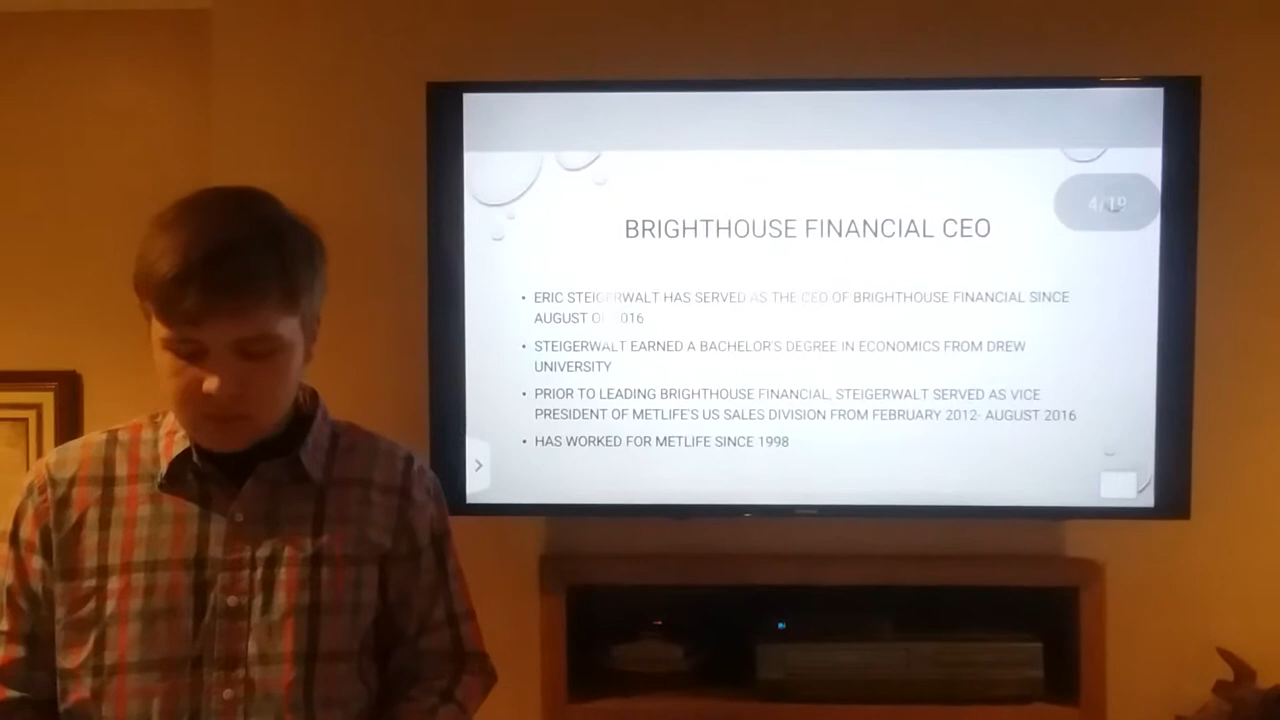 4/19
BRIGHTHOUSE FINANCIAL CEO
• ERIC STEIGERWALT HAS SERVED AS THE CEO OF BRIGHTHOUSE FINANCIAL SINCE
AUGUST OF 2016
• STEIGERWALT EARNED A BACHELOR'S DEGREE IN ECONOMICS FROM DREW
UNIVERSITY
• PRIOR TO LEADING BRIGHTHOUSE FINANCIAL, STEIGERWALT SERVED AS VICE
PRESIDENT OF METLIFE'S US SALES DIVISION FROM FEBRUARY 2012- AUGUST 2016
• HAS WORKED FOR METLIFE SINCE 1998